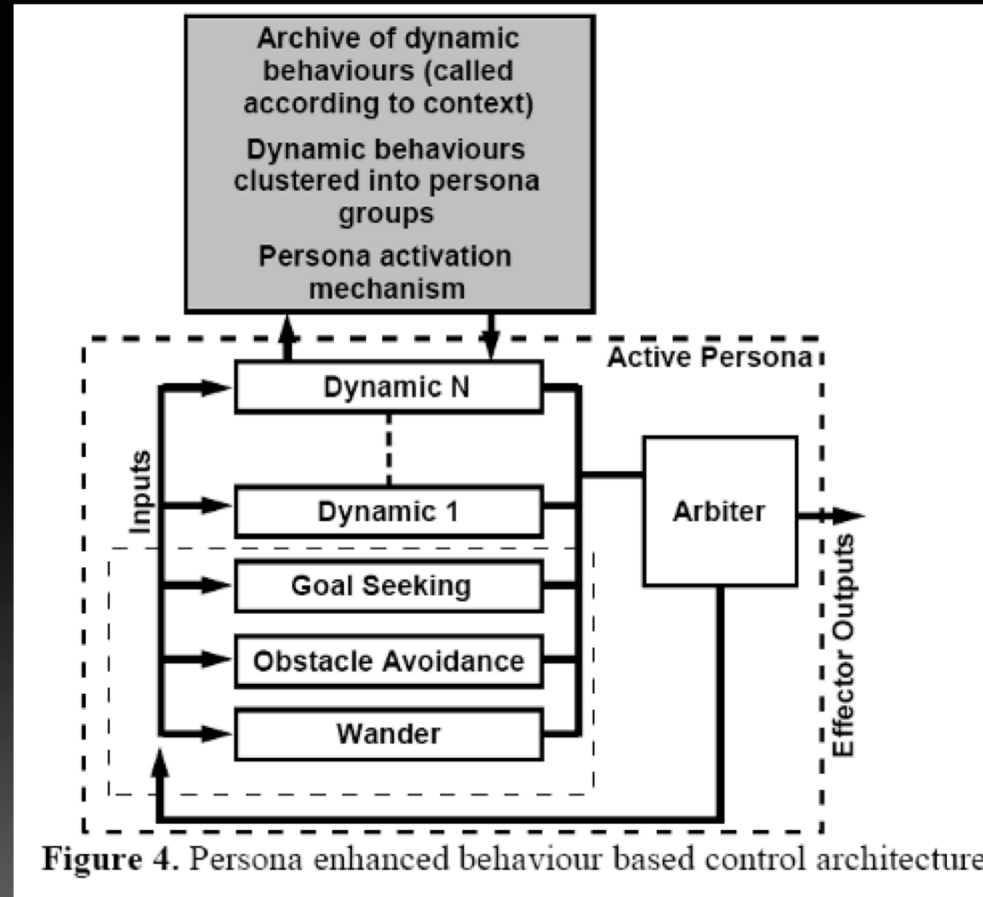 Archive of dynamic
behaviours (called
according to context)
Dynamic behaviours
clustered into persona
groups
Persona activation
mechanism
Active Persona
Dynamic N
Inputs
Dynamic 1
Arbiter
Goal Seeking
Obstacle Avoidance
Wander
Effector Outputs
Figure 4. Persona enhanced behaviour based control architecture